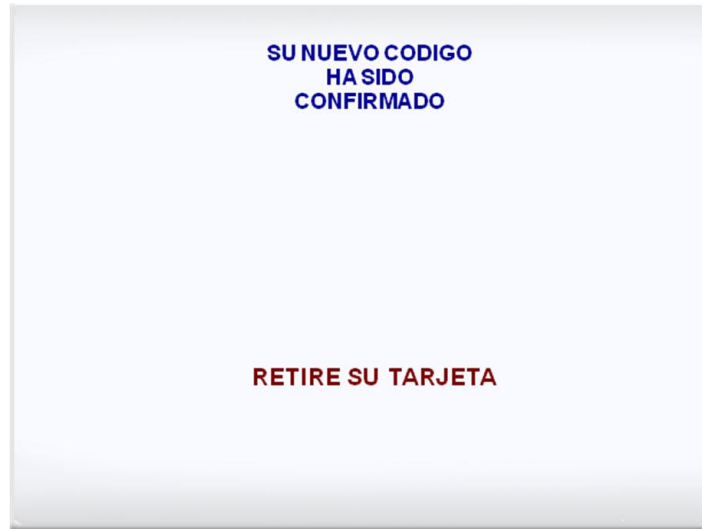 SU NUEVO CODIGO
HA SIDO
CONFIRMADO
RETIRE SU TARJETA